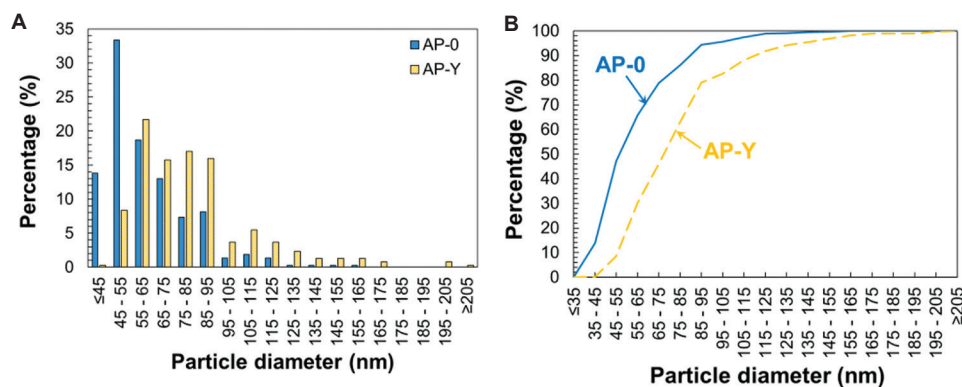 A
Percentage (%)
35
30
25
20
15
10
5
0
AP-0
AP-Y
≤45
45 - 55
55 - 65
65 - 75
75 - 85
85 - 95
95 - 105
105 - 115
115 - 125
125 - 135
135 - 145
145 - 155
155 - 165
165 - 175
175 - 185
185 - 195
195 - 205
≥205
Particle diameter (nm)
B
Percentage (%)
100
90
80
70
60
50
40
30
20
10
0
AP-0
AP-Y
≤35
35 - 45
45 - 55
55 - 65
65 - 75
75 - 85
85 - 95
95 - 105
105 - 115
115 - 125
125 - 135
135 - 145
145 - 155
155 - 165
165 - 175
175 - 185
185 - 195
195 - 205
≥205
Particle diameter (nm)